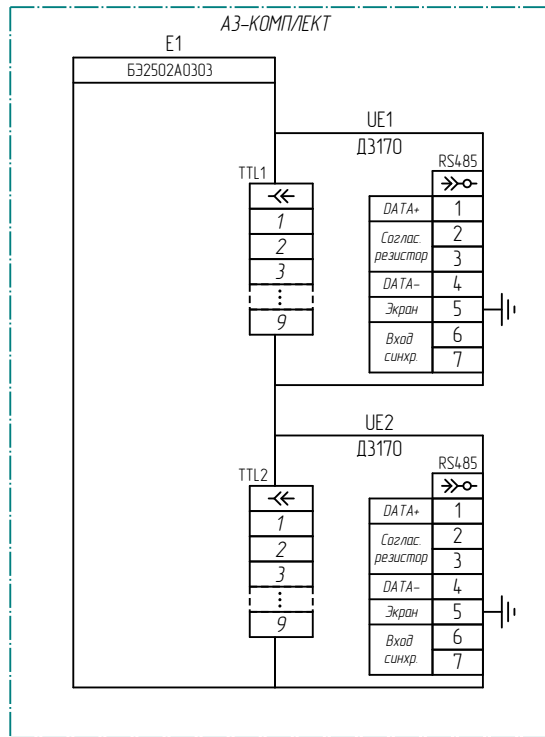 А3-КОМПЛЕКТ
E1
БЭ2502А0303
UE1
Д3170
RS485
TTL1
1
2
3
9
DATA+ 1
Соглас. резистор 2
3
DATA- 4
Экран 5
Вход синхр. 6
7
UE2
Д3170
RS485
TTL2
1
2
3
9
DATA+ 1
Соглас. резистор 2
3
DATA- 4
Экран 5
Вход синхр. 6
7